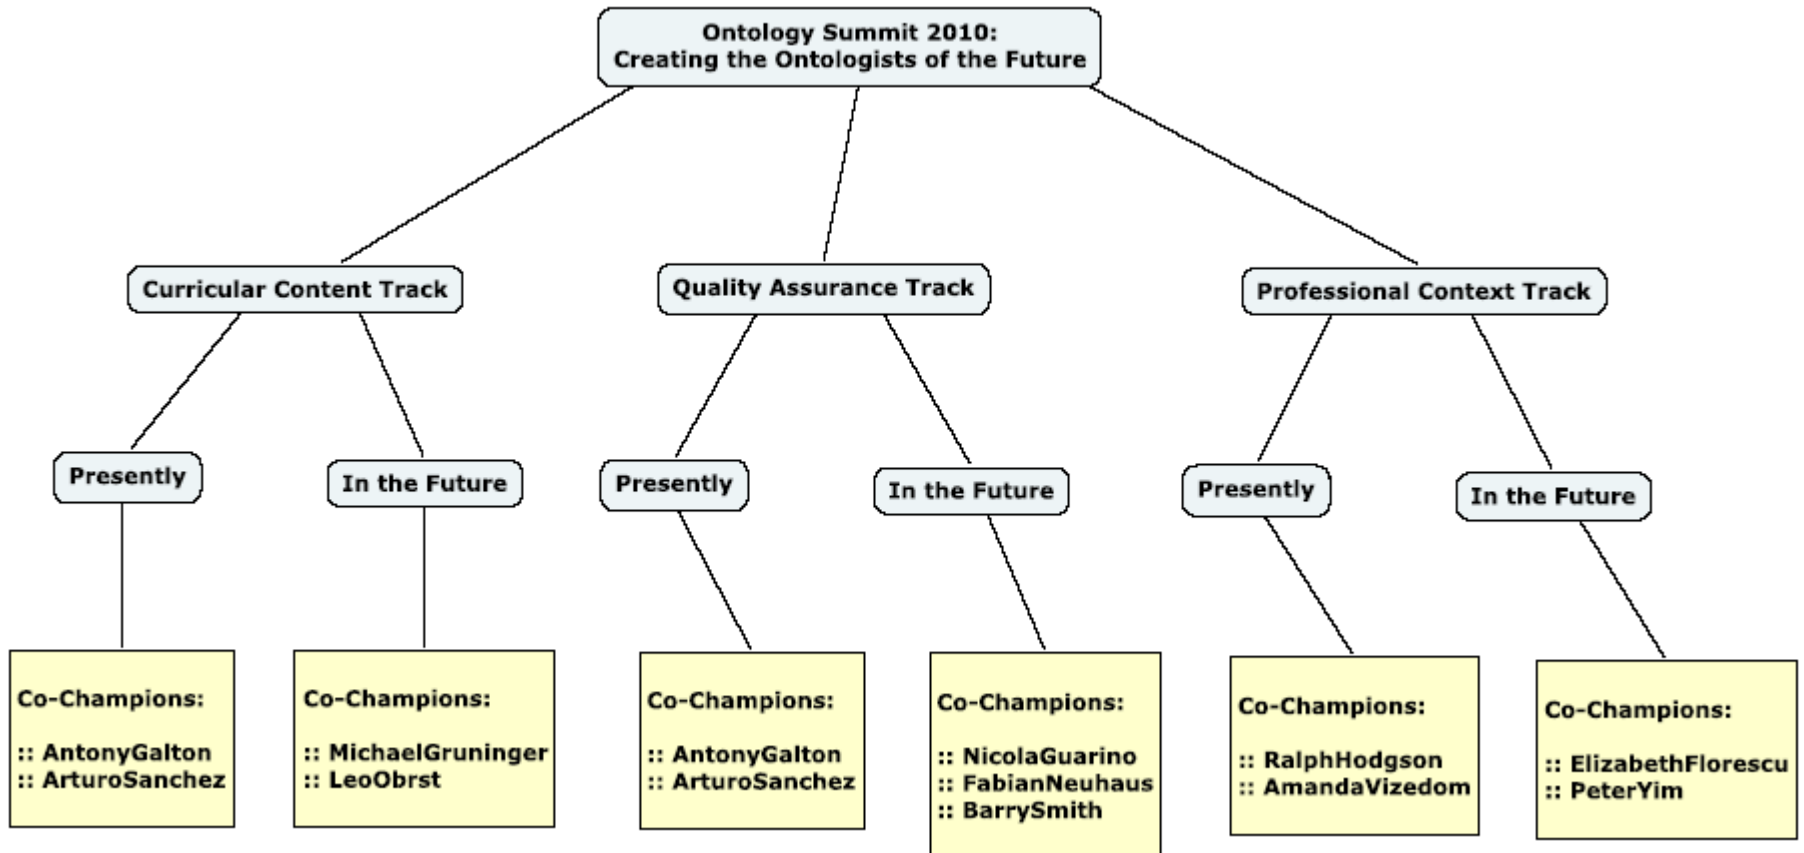 Ontology Summit 2010:
Creating the Ontologists of the Future
Curricular Content Track
Quality Assurance Track
Professional Context Track
Presently
In the Future
Presently
In the Future
Presently
In the Future
Co-Champions:
:: AntonyGalton
:: ArturoSanchez
Co-Champions:
:: MichaelGruninger
:: LeoObrst
Co-Champions:
:: AntonyGalton
:: ArturoSanchez
Co-Champions:
:: NicolaGuarino
:: FabianNeuhaus
:: BarrySmith
Co-Champions:
:: RalphHodgson
:: AmandaVizedom
Co-Champions:
:: ElizabethFlorescu
:: PeterYim